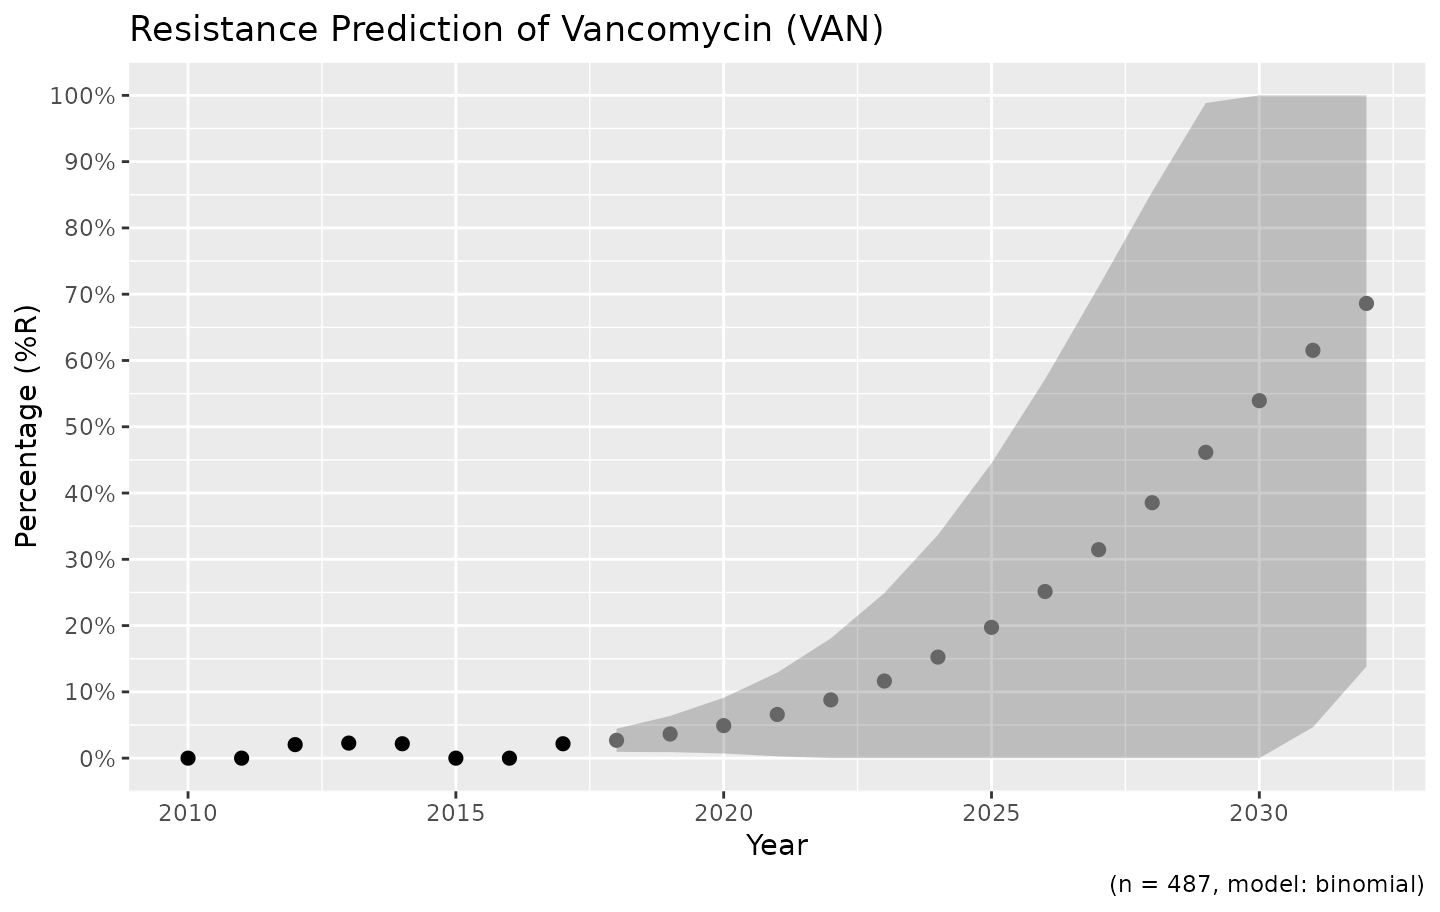 Resistance Prediction of Vancomycin (VAN)
Percentage (%R)
100%
90%
80%
70%
60%
50%
40%
30%
20%
10%
0%
2010 2015 2020 2025 2030
Year
(n = 487, model: binomial)